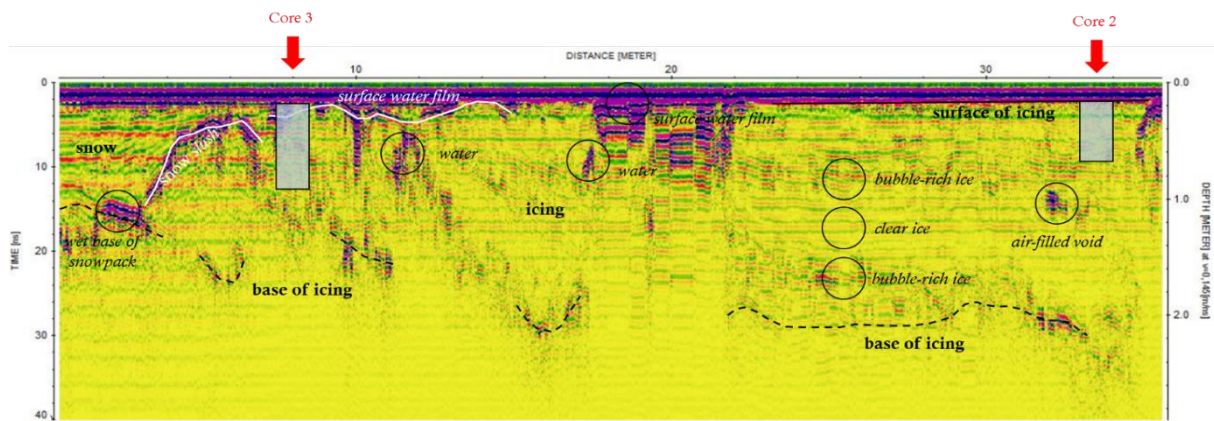 Core 3
Core 2
DISTANCE [METER]
10
20
30
0
0.0
surface water film
surface water film
surface of icing
snow
snow slush
water
water
10
bubble-rich ice
1.0
icing
wet base of
snowpack
clear ice
air-filled void
TIME [ns]
DEPTH [METER] at v=0,145[m/ns]
20
base of icing
bubble-rich ice
2.0
30
base of icing
40